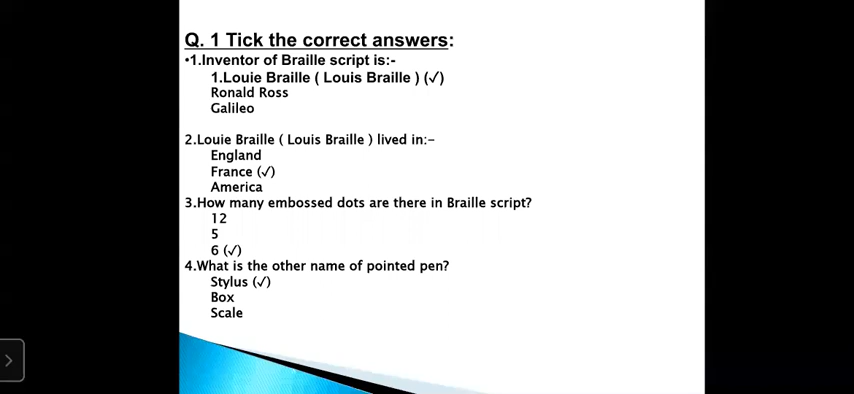 Q. 1 Tick the correct answers:
•1.Inventor of Braille script is:-
1.Louie Braille ( Louis Braille ) (✓)
Ronald Ross
Galileo
2.Louie Braille ( Louis Braille ) lived in:-
England
France (✓)
America
3.How many embossed dots are there in Braille script?
12
5
6 (✓)
4.What is the other name of pointed pen?
Stylus (✓)
Box
Scale